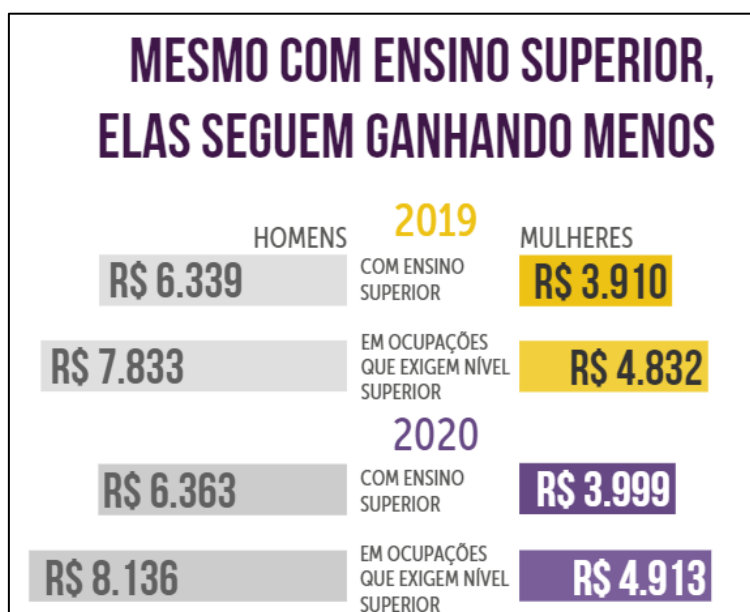 MESMO COM ENSINO SUPERIOR,
ELAS SEGUEM GANHANDO MENOS
2019
HOMENS
MULHERES
R$ 6.339
COM ENSINO
SUPERIOR
R$ 3.910
R$ 7.833
EM OCUPAÇÕES
QUE EXIGEM NÍVEL
SUPERIOR
R$ 4.832
2020
R$ 6.363
COM ENSINO
SUPERIOR
R$ 3.999
R$ 8.136
EM OCUPAÇÕES
QUE EXIGEM NÍVEL
SUPERIOR
R$ 4.913